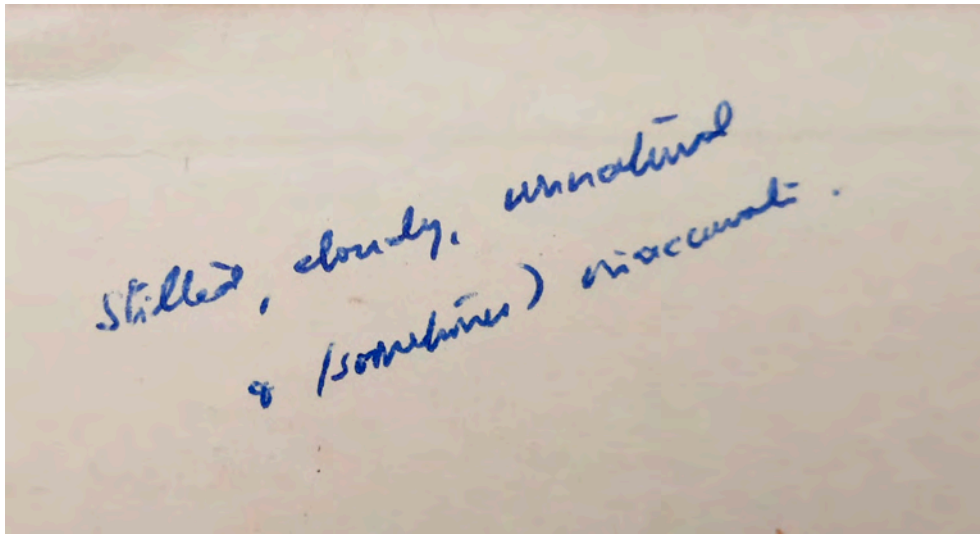 Stilted, cloudy, unnatural
& (sometimes) inaccurate.